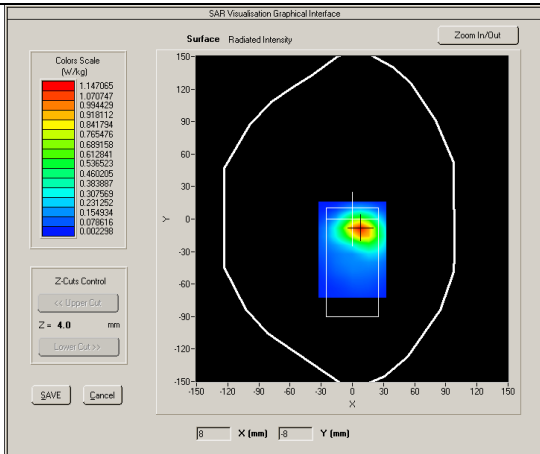 SAR Visualisation Graphical Interface
Surface Radiated Intensity
Zoom In/Out
Colors Scale
(W/kg)
1.147065
1.070747
0.994429
0.918112
0.841794
0.765476
0.689158
0.612841
0.536523
0.460205
0.383887
0.307569
0.231252
0.154934
0.078616
0.002298
Z-Cuts Control
<< Upper Cut
Z = 4.0 mm
Lower Cut >>
SAVE Cancel
150
120
90
60
30
0
-30
-60
-90
-120
-150
Y
-150 -120 -90 -60 -30 0 30 60 90 120 150
X
8 X (mm) -8 Y (mm)